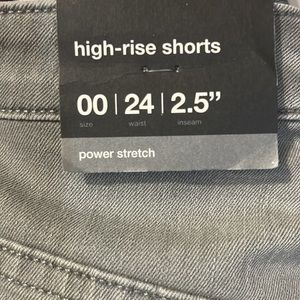 high-rise shorts
00 | 24 | 2.5”
size waist inseam
power stretch